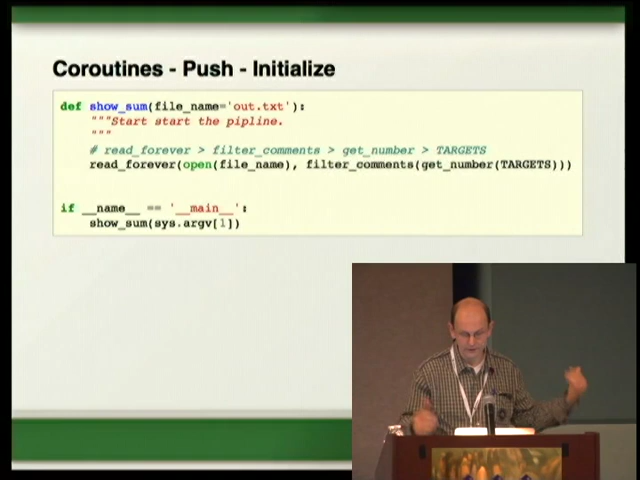 Coroutines - Push - Initialize
def show_sum(file_name='out.txt'):
"""Start start the pipline.
"""
# read_forever > filter_comments > get_number > TARGETS
read_forever(open(file_name), filter_comments(get_number(TARGETS)))
if __name__ == '__main__':
show_sum(sys.argv[1])